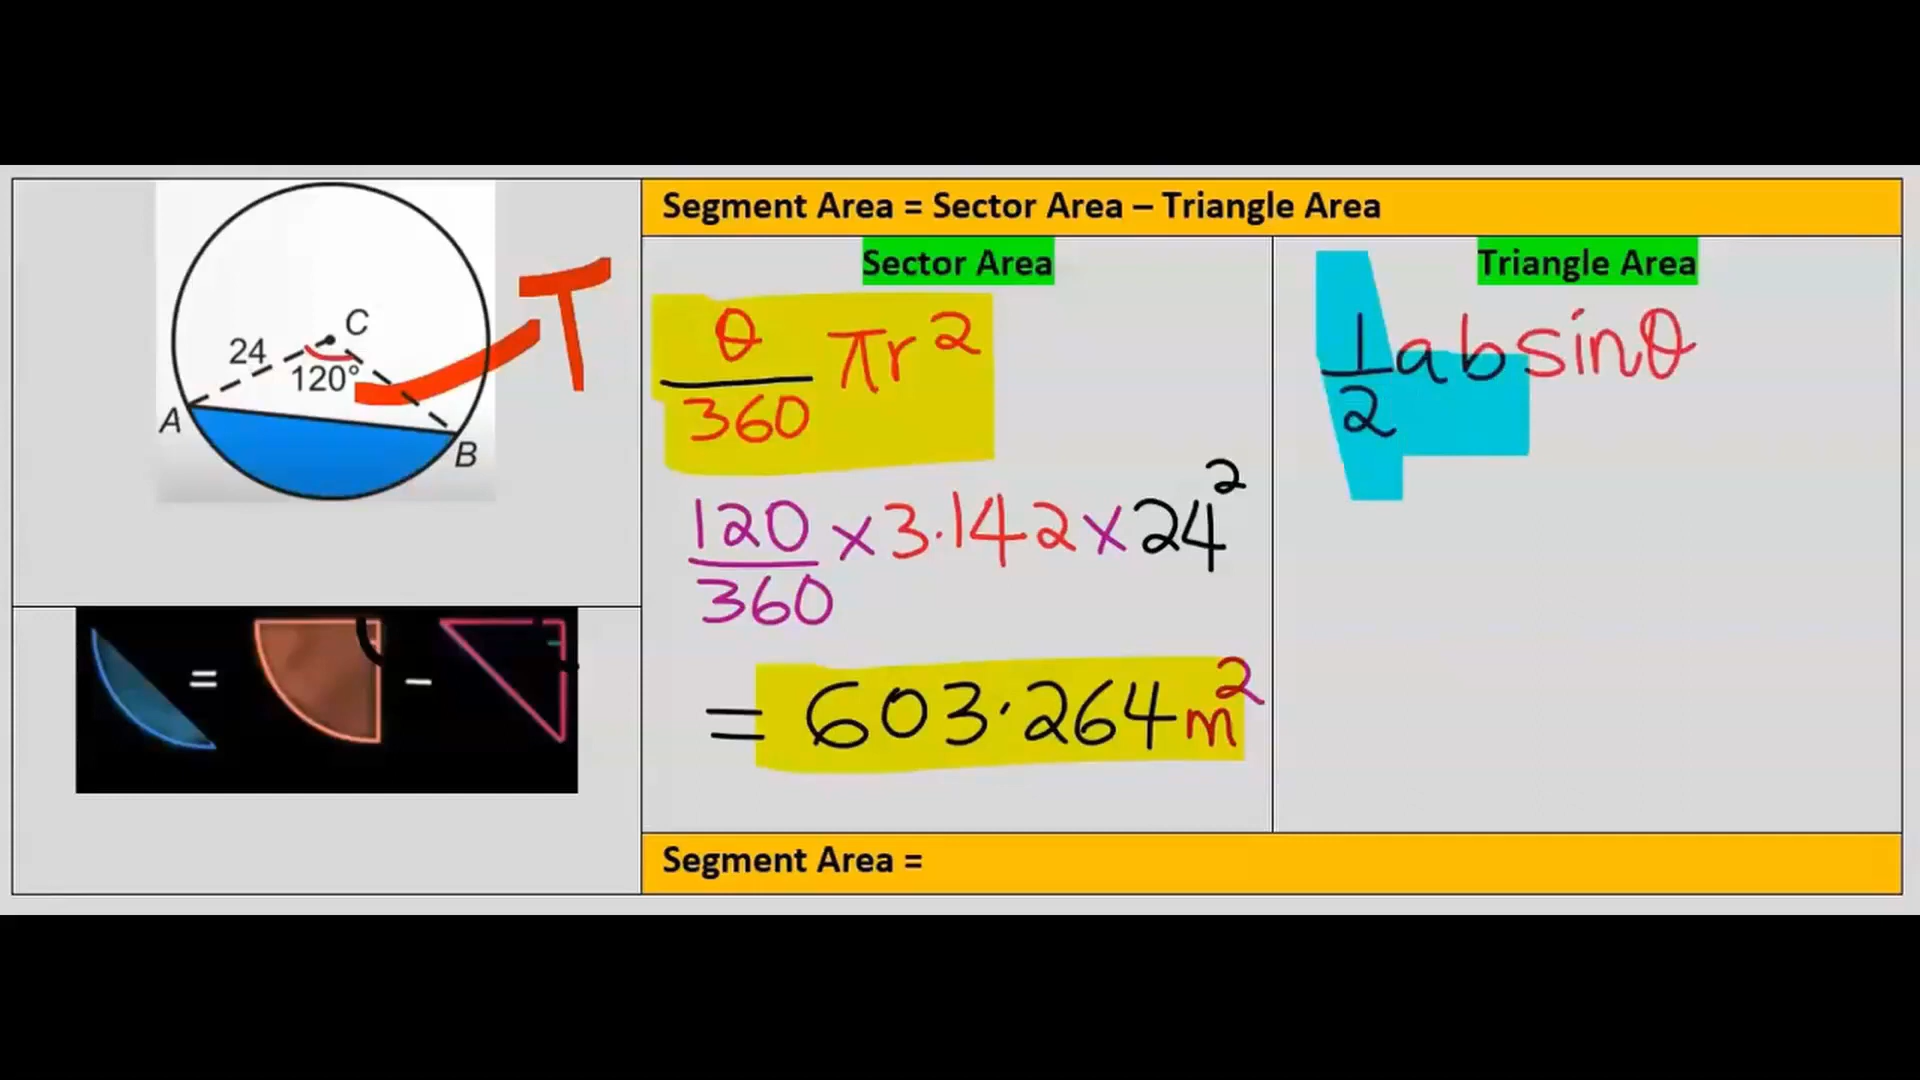 Segment Area = Sector Area – Triangle Area
C
24
120°
A
B
T
=
–
Sector Area
θ
360
πr²
120
360
×3.142×24²
= 603.264m²
Triangle Area
1
2
absinθ
Segment Area =